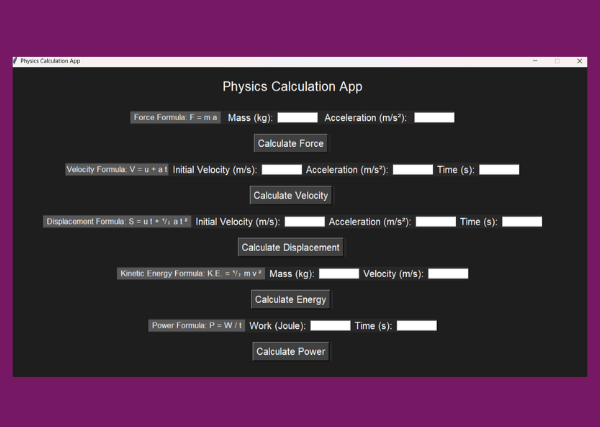 Physics Calculation App
Physics Calculation App
Force Formula: F = m a Mass (kg): Acceleration (m/s²):
Calculate Force
Velocity Formula: V = u + a t Initial Velocity (m/s): Acceleration (m/s²): Time (s):
Calculate Velocity
Displacement Formula: S = u t + ¹/₂ a t ² Initial Velocity (m/s): Acceleration (m/s²): Time (s):
Calculate Displacement
Kinetic Energy Formula: K.E. = ¹/₂ m v ² Mass (kg): Velocity (m/s):
Calculate Energy
Power Formula: P = W / t Work (Joule): Time (s):
Calculate Power